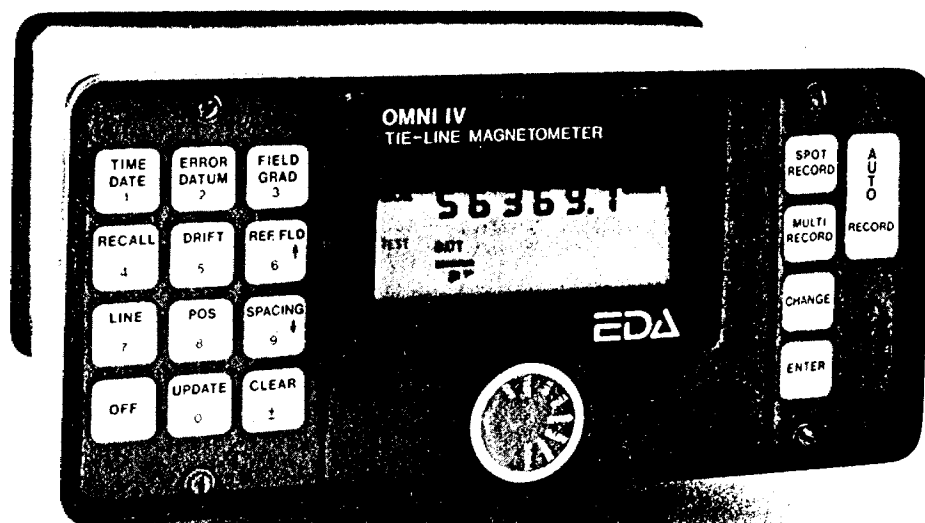 OMNI IV
TIE-LINE MAGNETOMETER
TIME DATE 1
ERROR DATUM 2
FIELD GRAD 3
RECALL 4
DRIFT 5
REF. FLD 6 ↑
LINE 7
POS 8
SPACING 9 ↓
OFF
UPDATE 0
CLEAR ±
56369.1
TEST
BATT
EDA
SPOT RECORD
MULTI RECORD
CHANGE
ENTER
AUTO RECORD